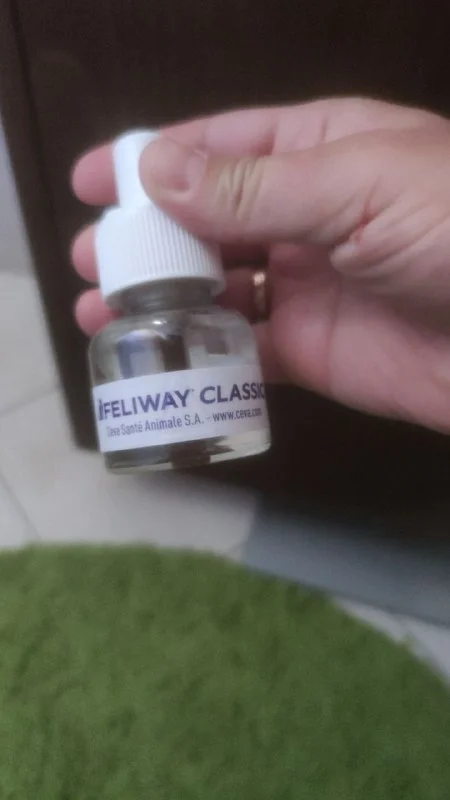 FELIWAY CLASSIC
Ceva Santé Animale S.A. - www.ceva.com